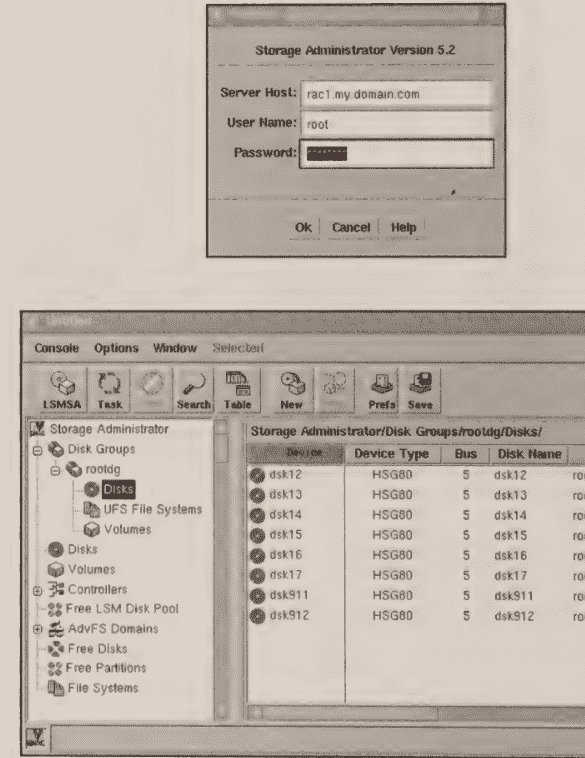 Storage Administrator Version 5.2
Server Host: rac1.my.domain.com
User Name: root
Password:
Ok Cancel Help
Console Options Window Selected
LSMSA Task Search Table New Prefs Save
Storage Administrator
Disk Groups
rootdg
Disks
UFS File Systems
Volumes
Disks
Volumes
Controllers
Free LSM Disk Pool
AdvFS Domains
Free Disks
Free Partitions
File Systems
Storage Administrator/Disk Groups/rootdg/Disks/
Device Device Type Bus Disk Name
dsk12 HSG80 5 dsk12
dsk13 HSG80 5 dsk13
dsk14 HSG80 5 dsk14
dsk15 HSG80 5 dsk15
dsk16 HSG80 5 dsk16
dsk17 HSG80 5 dsk17
dsk911 HSG80 5 dsk911
dsk912 HSG80 5 dsk912